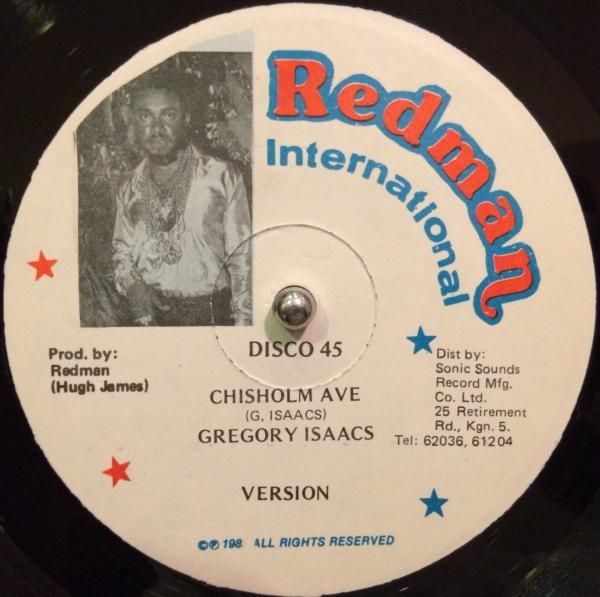 Redman
International
DISCO 45
Prod. by:
Redman
(Hugh James)
CHISHOLM AVE
(G. ISAACS)
GREGORY ISAACS
VERSION
Dist by:
Sonic Sounds
Record Mfg.
Co. Ltd.
25 Retirement
Rd., Kgn. 5.
Tel: 62036, 61204
©℗ 198 ALL RIGHTS RESERVED